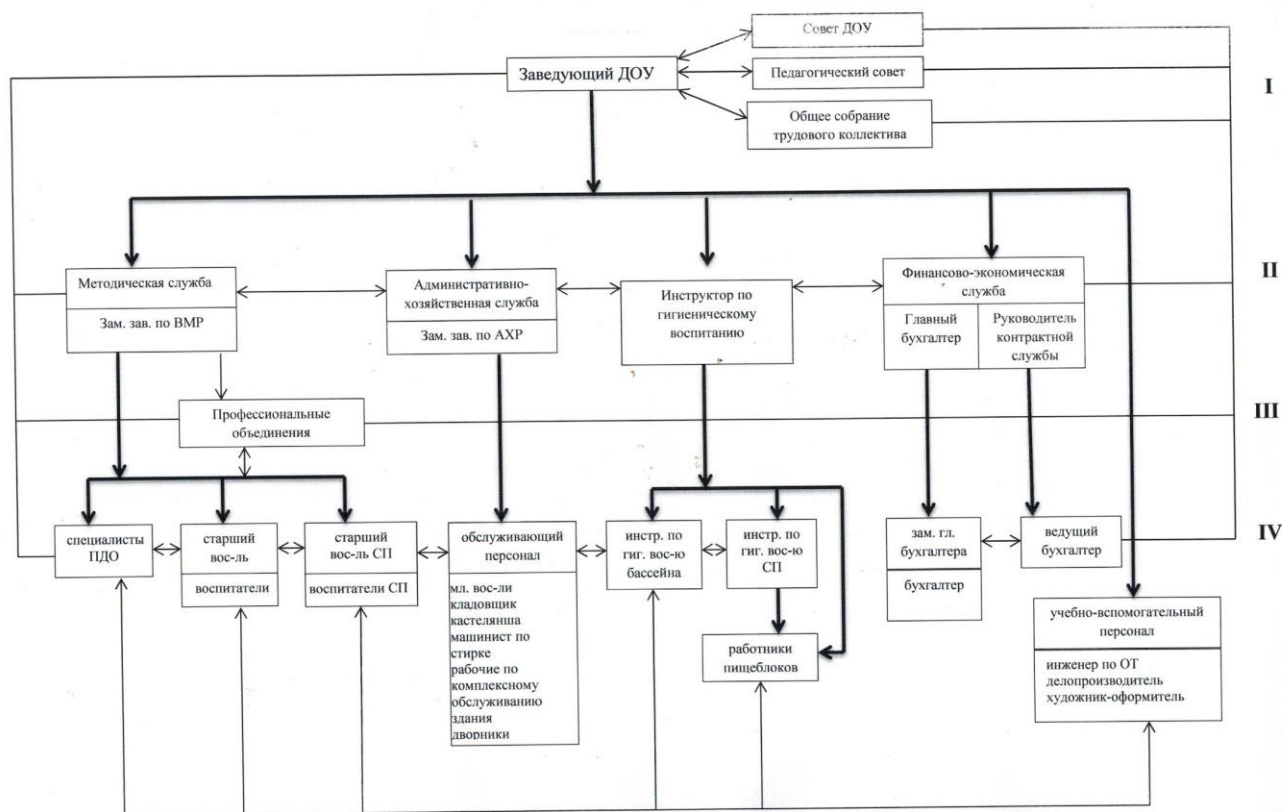 Совет ДОУ
Заведующий ДОУ
Педагогический совет
I
Общее собрание
трудового коллектива
Методическая служба
Зам. зав. по ВМР
Административно-
хозяйственная служба
Зам. зав. по АХР
Инструктор по
гигиеническому
воспитанию
Финансово-экономическая
служба
Главный
бухгалтер
Руководитель
контрактной
службы
II
Профессиональные
объединения
III
специалисты
ПДО
старший
вос-ль
воспитатели
старший
вос-ль СП
воспитатели СП
обслуживающий
персонал
мл. вос-ли
кладовщик
кастелянша
машинист по
стирке
рабочие по
комплексному
обслуживанию
здания
дворники
инстр. по
гиг. вос-ю
бассейна
инстр. по
гиг. вос-ю
СП
работники
пищеблоков
зам. гл.
бухгалтера
бухгалтер
ведущий
бухгалтер
IV
учебно-вспомогательный
персонал
инженер по ОТ
делопроизводитель
художник-оформитель